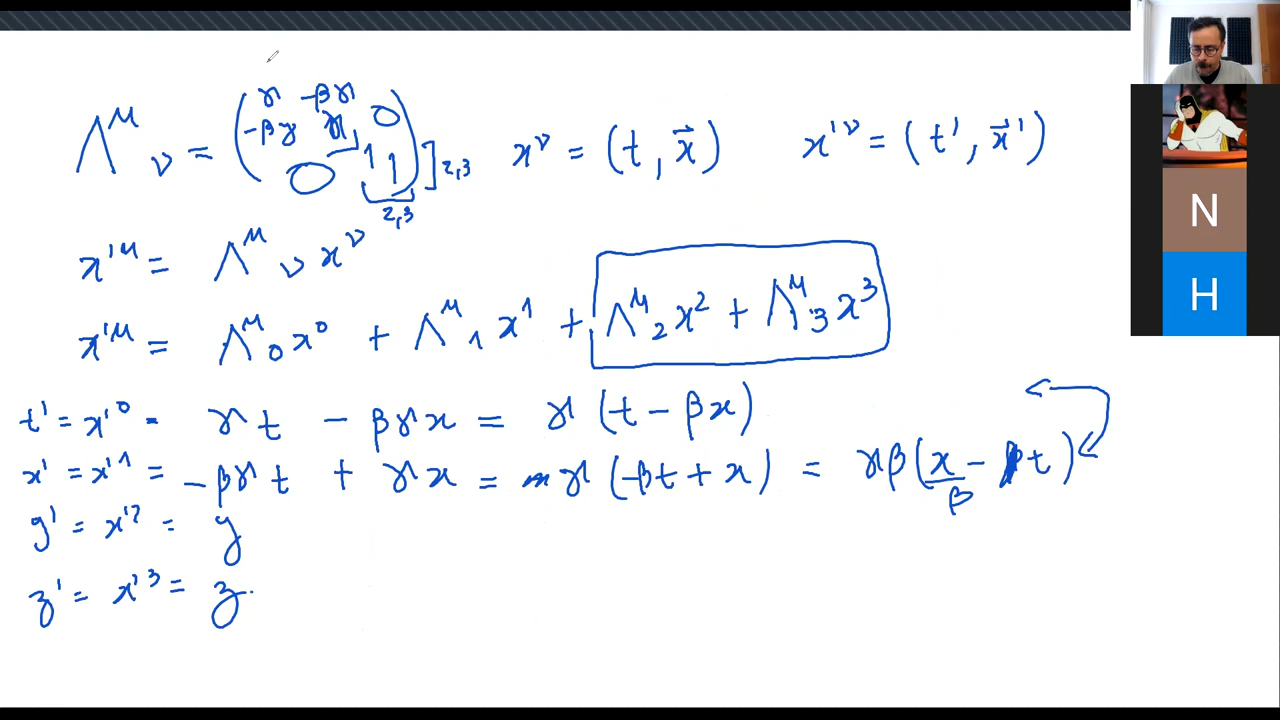 Λ^μ_ν = ( γ -βγ
-βγ γ 0
0 1 1 ) ]2,3 x^ν = (t, x⃗) x'^ν = (t', x⃗')
2,3
x'^μ = Λ^μ_ν x^ν
x'^μ = Λ^μ_0 x^0 + Λ^μ_1 x^1 + Λ^μ_2 x^2 + Λ^μ_3 x^3
t' = x'^0 = γt - βγx = γ(t - βx)
x' = x'^1 = -βγt + γx = γ(-βt + x) = γβ(x/β - t)
y' = x'^2 = y
z' = x'^3 = z.
N
H